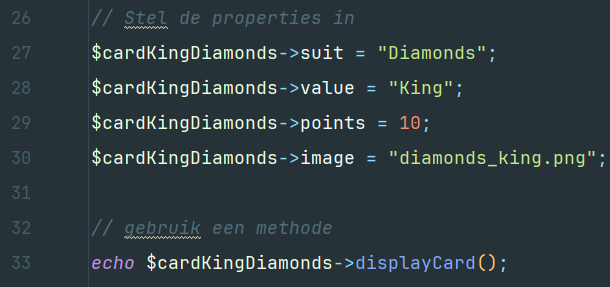 26 // Stel de properties in
27 $cardKingDiamonds->suit = "Diamonds";
28 $cardKingDiamonds->value = "King";
29 $cardKingDiamonds->points = 10;
30 $cardKingDiamonds->image = "diamonds_king.png";
31
32 // gebruik een methode
33 echo $cardKingDiamonds->displayCard();